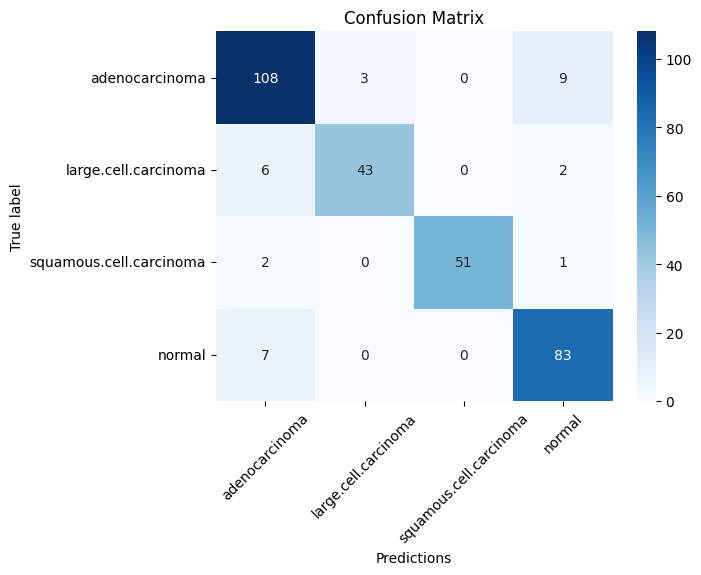 Confusion Matrix
True label
adenocarcinoma 108 3 0 9
large.cell.carcinoma 6 43 0 2
squamous.cell.carcinoma 2 0 51 1
normal 7 0 0 83
adenocarcinoma large.cell.carcinoma squamous.cell.carcinoma normal
Predictions
100
80
60
40
20
0